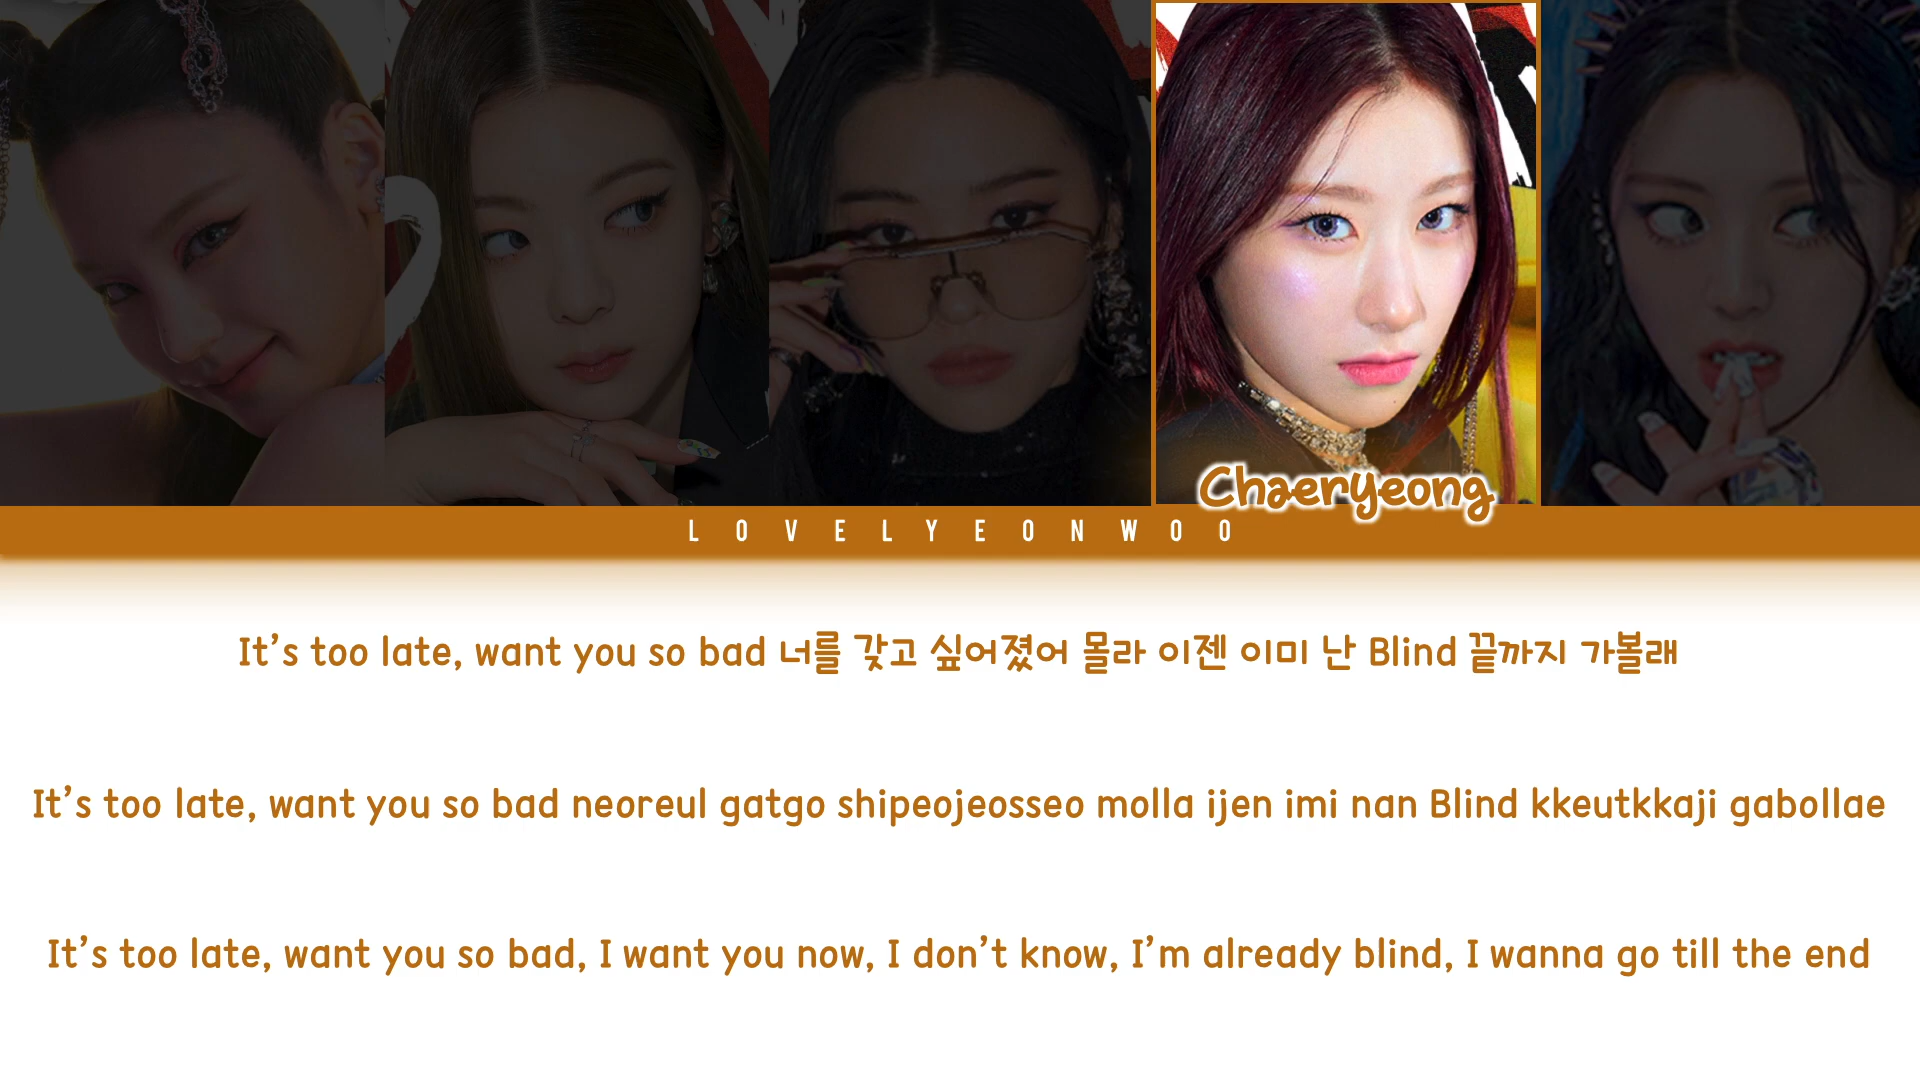 Chaeryeong
LOVELYEONWOO
It's too late, want you so bad 너를 갖고 싶어졌어 몰라 이젠 이미 난 Blind 끝까지 가볼래
It's too late, want you so bad neoreul gatgo shipeojeosseo molla ijen imi nan Blind kkeutkkaji gabollae
It's too late, want you so bad, I want you now, I don't know, I'm already blind, I wanna go till the end